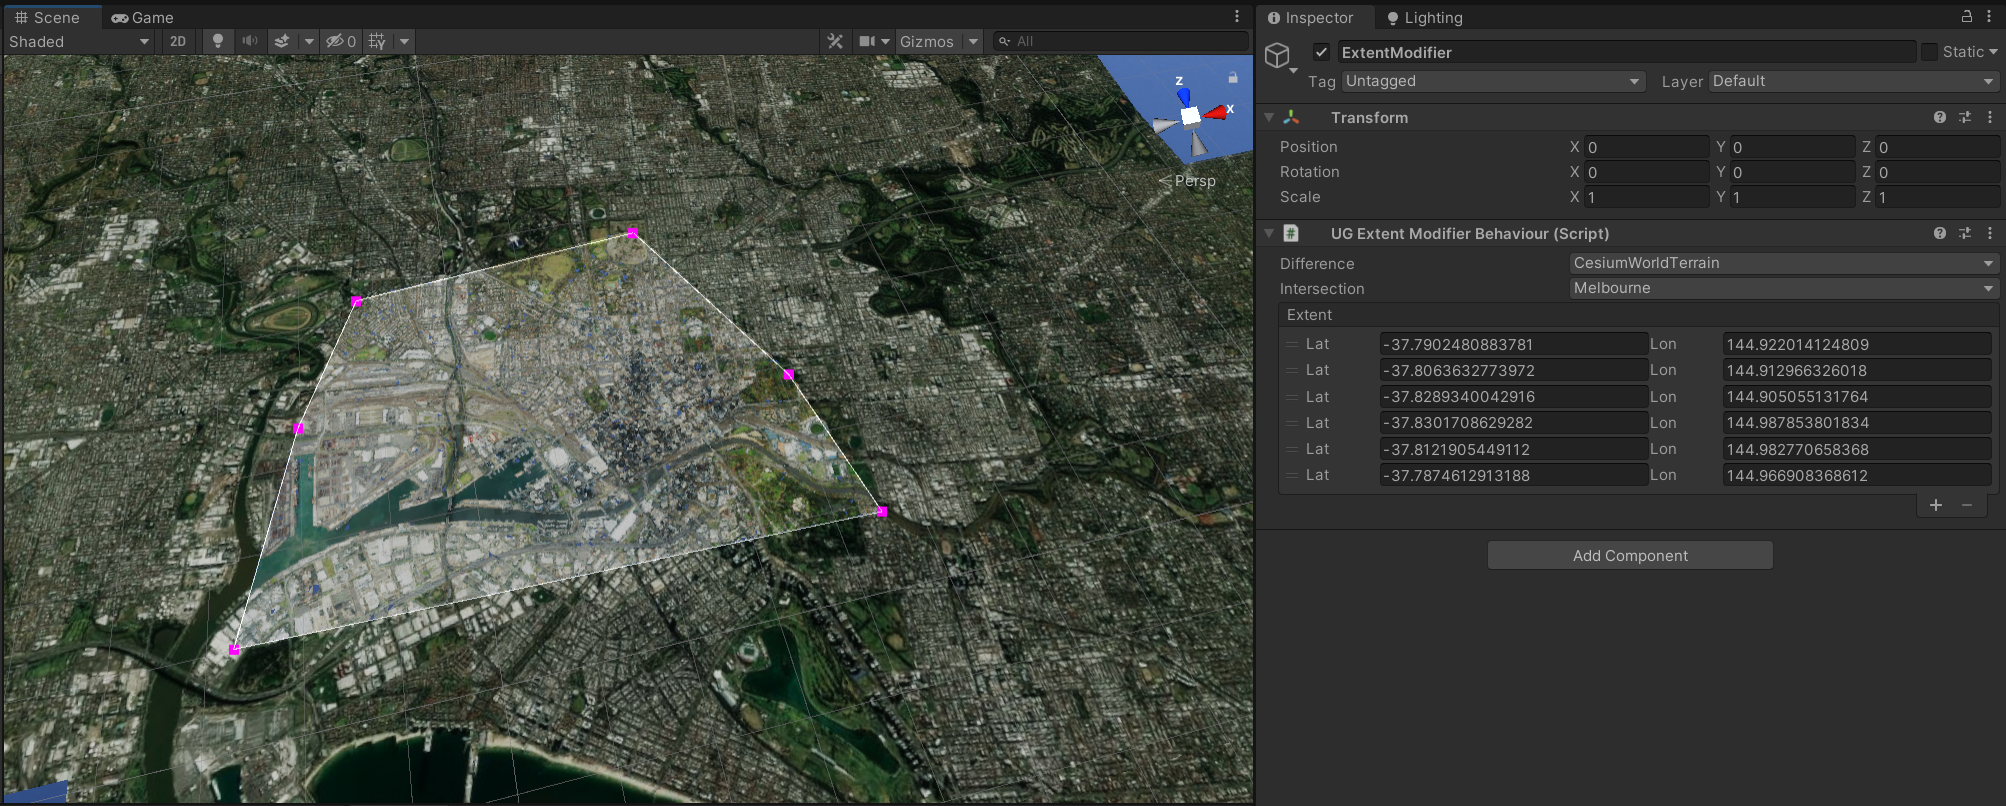 Scene Game
Shaded 2D 0 Gizmos All
z
x
Persp
Inspector Lighting
ExtentModifier Static
Tag Untagged Layer Default
Transform
Position X 0 Y 0 Z 0
Rotation X 0 Y 0 Z 0
Scale X 1 Y 1 Z 1
# UG Extent Modifier Behaviour (Script)
Difference CesiumWorldTerrain
Intersection Melbourne
Extent
Lat -37.7902480883781 Lon 144.922014124809
Lat -37.8063632773972 Lon 144.912966326018
Lat -37.8289340042916 Lon 144.905055131764
Lat -37.8301708629282 Lon 144.987853801834
Lat -37.8121905449112 Lon 144.982770658368
Lat -37.7874612913188 Lon 144.966908368612
+ -
Add Component